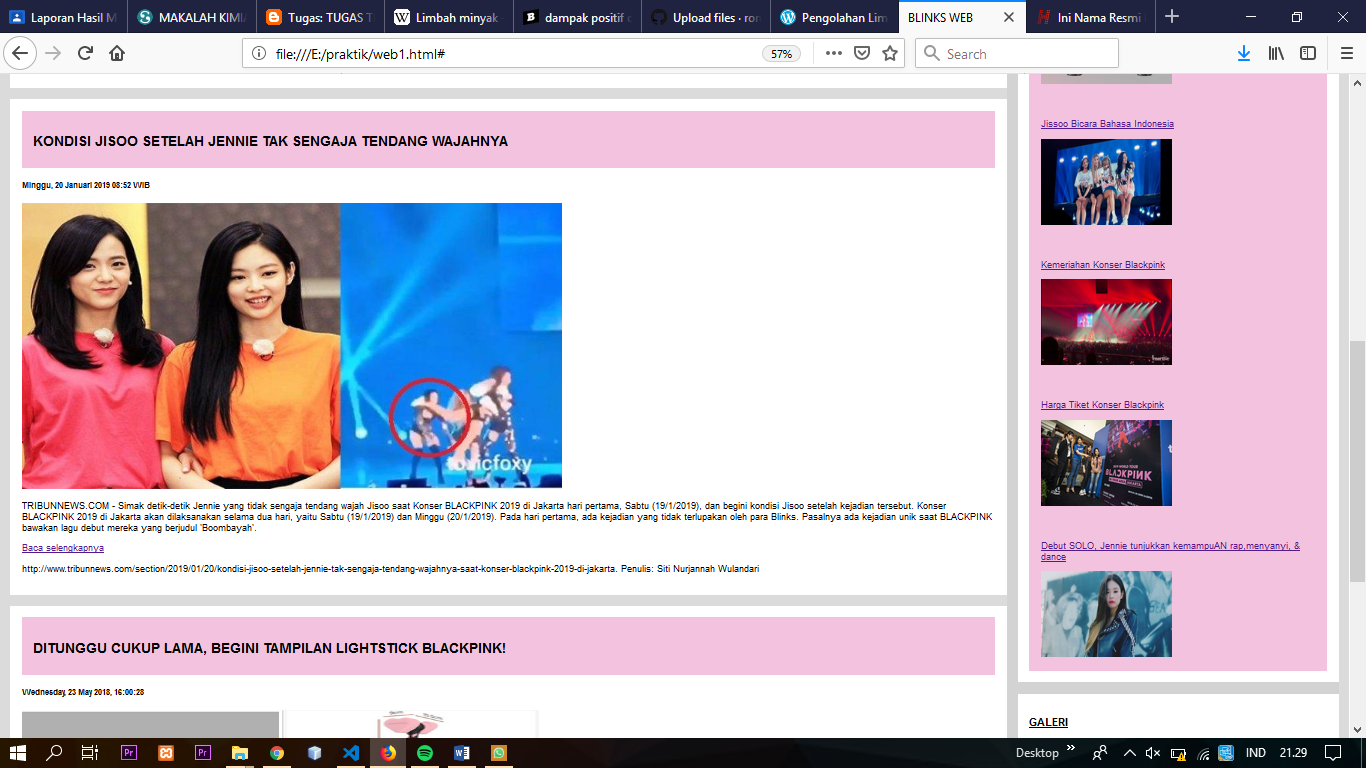 Laporan Hasil M
MAKALAH KIMI
Tugas: TUGAS T
Limbah minyak
dampak positif
Upload files · ron
Pengolahan Lim
BLINKS WEB
Ini Nama Resmi
file:///E:/praktik/web1.html#
57%
Search
KONDISI JISOO SETELAH JENNIE TAK SENGAJA TENDANG WAJAHNYA
Minggu, 20 Januari 2019 08:52 WIB
toxicfoxy
TRIBUNNEWS.COM - Simak detik-detik Jennie yang tidak sengaja tendang wajah Jisoo saat Konser BLACKPINK 2019 di Jakarta hari pertama, Sabtu (19/1/2019), dan begini kondisi Jisoo setelah kejadian tersebut. Konser
BLACKPINK 2019 di Jakarta akan dilaksanakan selama dua hari, yaitu Sabtu (19/1/2019) dan Minggu (20/1/2019). Pada hari pertama, ada kejadian yang tidak terlupakan oleh para Blinks. Pasalnya ada kejadian unik saat BLACKPINK
bawakan lagu debut mereka yang berjudul 'Boombayah'.
Baca selengkapnya
http://www.tribunnews.com/section/2019/01/20/kondisi-jisoo-setelah-jennie-tak-sengaja-tendang-wajahnya-saat-konser-blackpink-2019-di-jakarta. Penulis: Siti Nurjannah Wulandari
DITUNGGU CUKUP LAMA, BEGINI TAMPILAN LIGHTSTICK BLACKPINK!
Wednesday, 23 May 2018, 16:00:28
Jissoo Bicara Bahasa Indonesia
Kemeriahan Konser Blackpink
Harga Tiket Konser Blackpink
BLACKPINK
Debut SOLO, Jennie tunjukkan kemampuAN rap,menyanyi, &
dance
GALERI
Desktop
IND
21.29